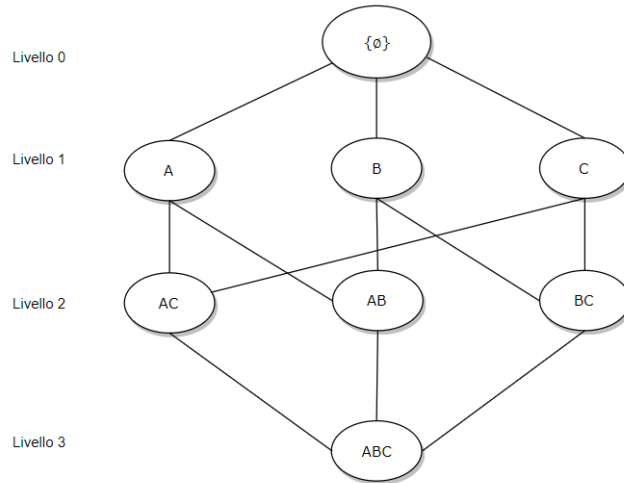 Livello 0
{ø}
Livello 1
A
B
C
Livello 2
AC
AB
BC
Livello 3
ABC